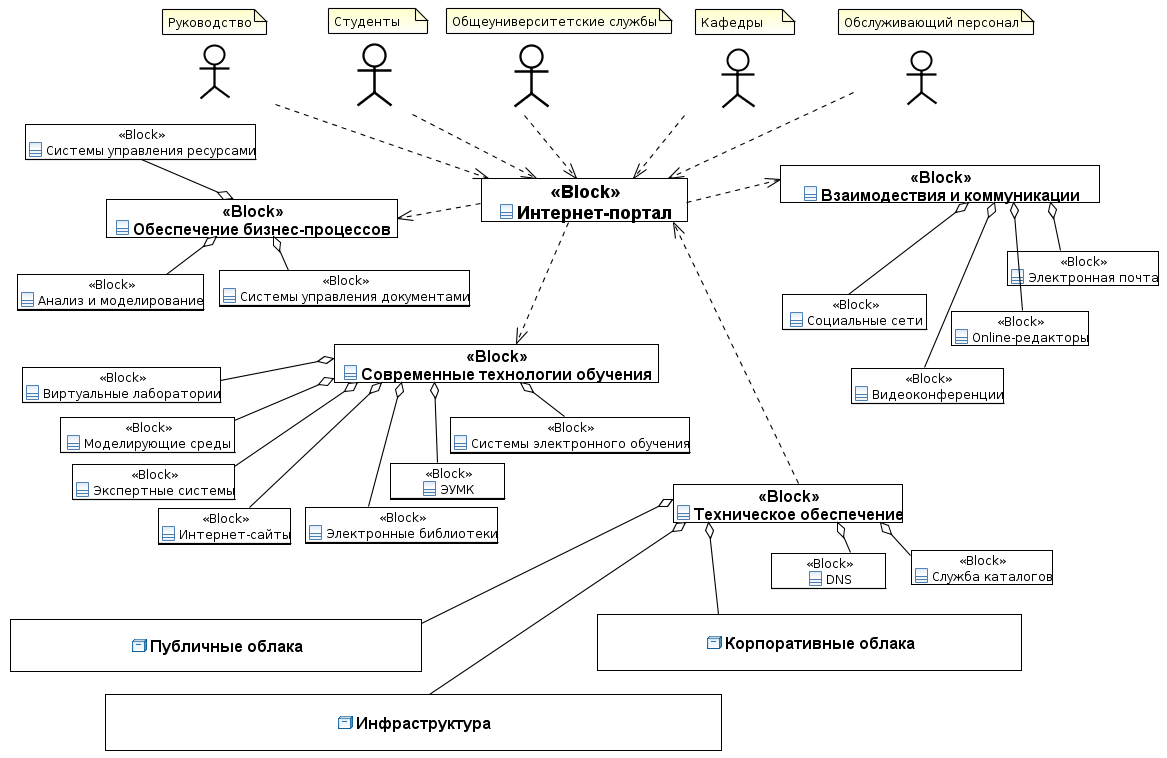 Руководство
Студенты
Общеуниверситетские службы
Кафедры
Обслуживающий персонал
«Block»
Системы управления ресурсами
«Block»
Обеспечение бизнес-процессов
«Block»
Интернет-портал
«Block»
Взаимодествия и коммуникации
«Block»
Анализ и моделирование
«Block»
Системы управления документами
«Block»
Электронная почта
«Block»
Социальные сети
«Block»
Online-редакторы
«Block»
Видеоконференции
«Block»
Современные технологии обучения
«Block»
Виртуальные лаборатории
«Block»
Моделирующие среды
«Block»
Системы электронного обучения
«Block»
Экспертные системы
«Block»
ЭУМК
«Block»
Интернет-сайты
«Block»
Электронные библиотеки
«Block»
Техническое обеспечение
«Block»
DNS
«Block»
Служба каталогов
Публичные облака
Корпоративные облака
Инфраструктура